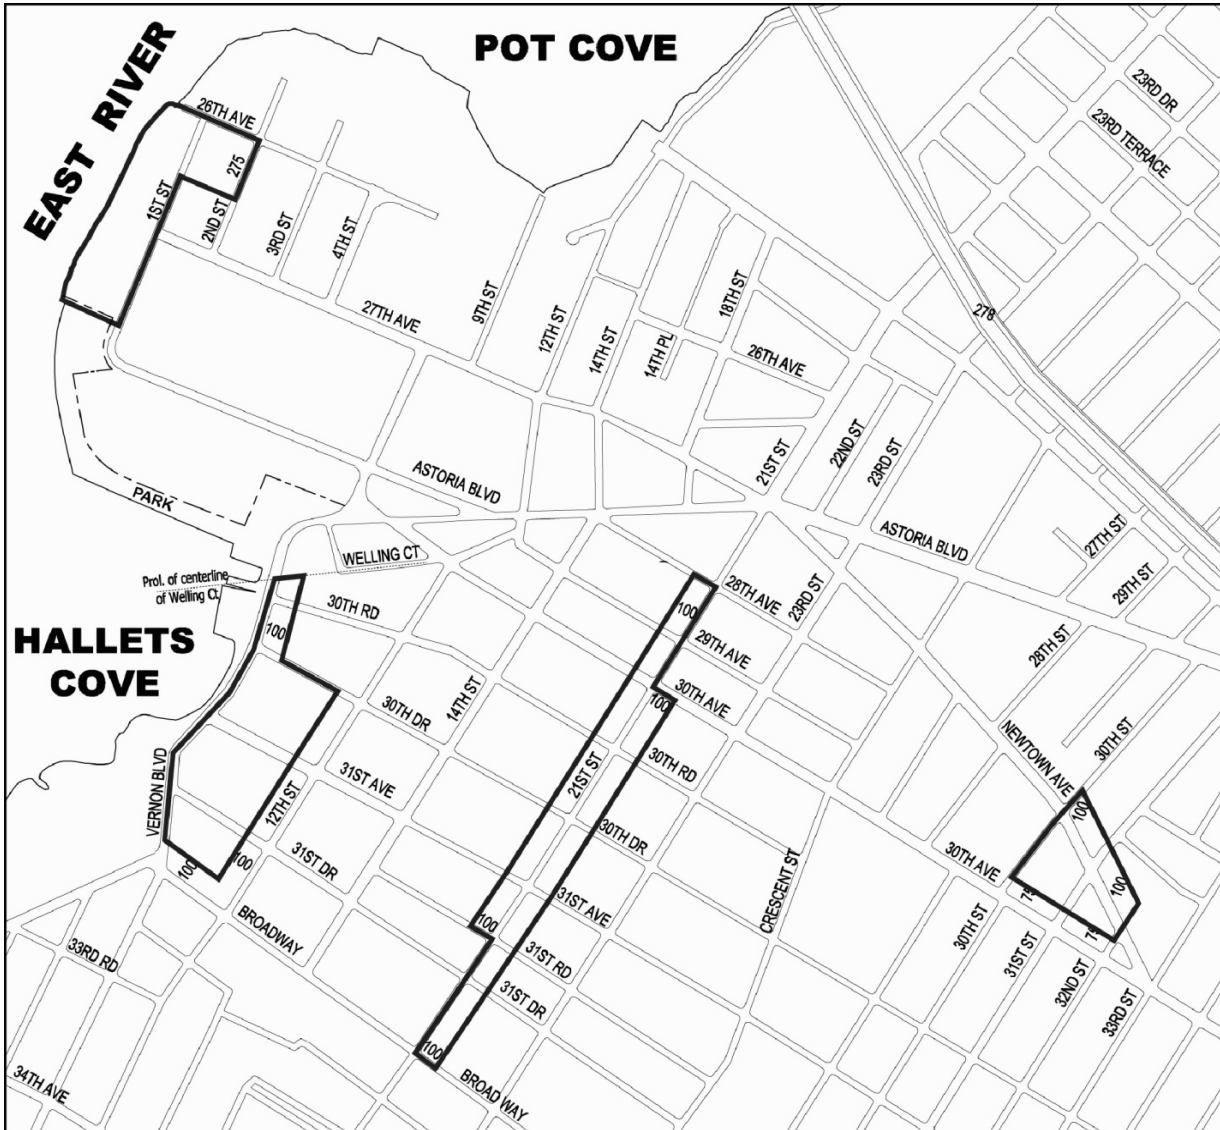 POT COVE
EAST RIVER
26TH AVE
275
1ST ST
2ND ST
3RD ST
4TH ST
27TH AVE
9TH ST
12TH ST
14TH ST
14TH PL
18TH ST
26TH AVE
23RD DR
23RD TERRACE
278
21ST ST
22ND ST
23RD ST
ASTORIA BLVD
ASTORIA BLVD
PARK
WELLING CT
Prol. of centerline
of Welling Ct.
HALLETS
COVE
30TH RD
100
28TH AVE
23RD ST
27TH ST
29TH ST
28TH ST
100
29TH AVE
30TH AVE
100
30TH DR
14TH ST
30TH RD
NEWTOWN AVE
30TH ST
VERNON BLVD
31ST AVE
12TH ST
21ST ST
30TH DR
100
100
100
31ST DR
CRESCENT ST
30TH AVE
75
100
75
BROADWAY
100
31ST AVE
31ST RD
31ST DR
30TH ST
31ST ST
32ND ST
33RD ST
33RD RD
100
34TH AVE
BROADWAY